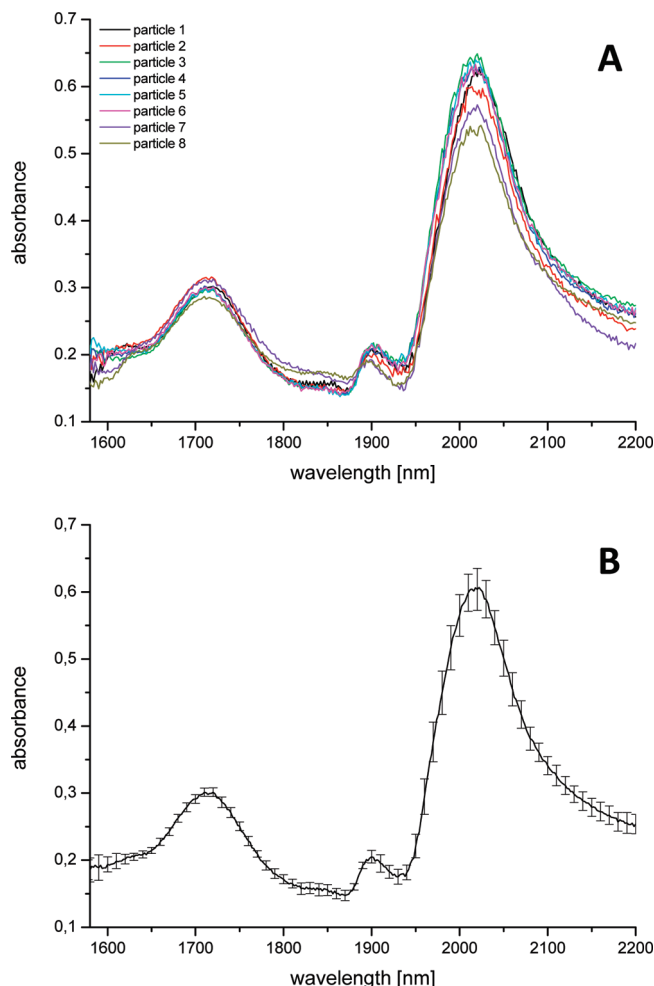 A
particle 1
particle 2
particle 3
particle 4
particle 5
particle 6
particle 7
particle 8
0.7
0.6
0.5
0.4
0.3
0.2
0.1
absorbance
1600 1700 1800 1900 2000 2100 2200
wavelength [nm]
B
0,7
0,6
0,5
0,4
0,3
0,2
0,1
absorbance
1600 1700 1800 1900 2000 2100 2200
wavelength [nm]